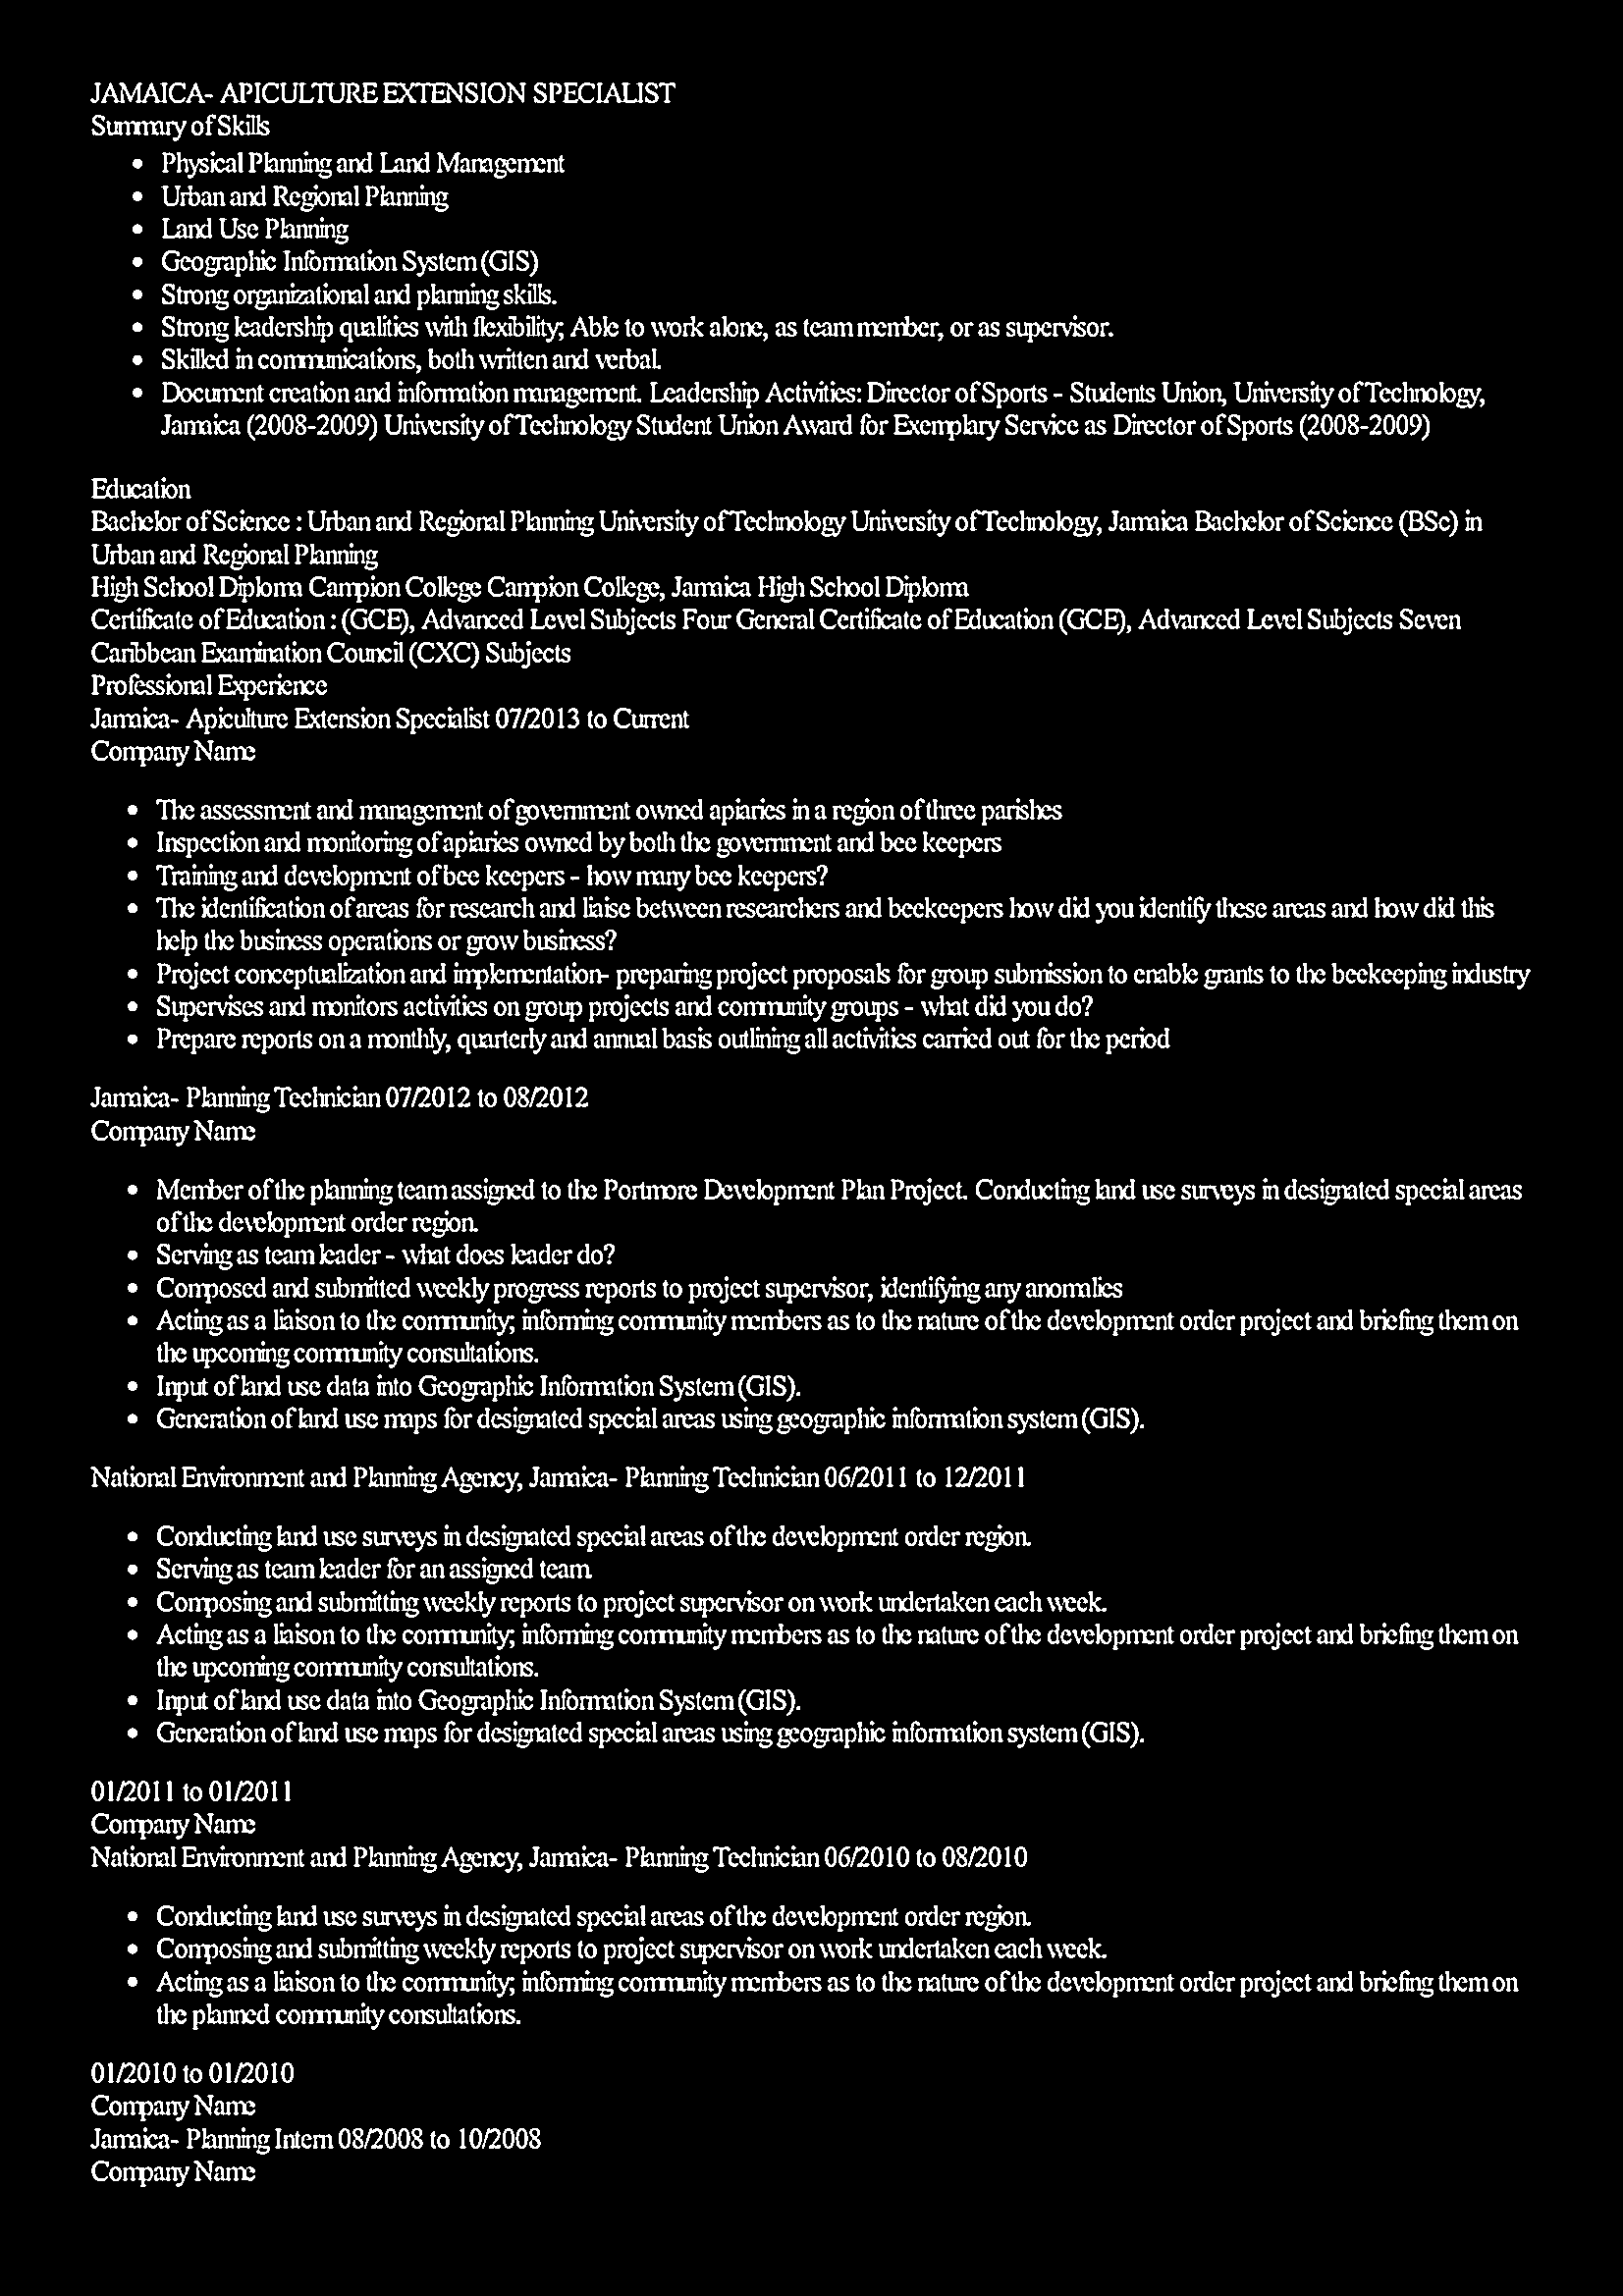 JAMAICA- APICULTURE EXTENSION SPECIALIST
Summary of Skills
• Physical Planning and Land Management
• Urban and Regional Planning
• Land Use Planning
• Geographic Information System (GIS)
• Strong organizational and planning skills.
• Strong leadership qualities with flexibility; Able to work alone, as team member, or as supervisor.
• Skilled in communications, both written and verbal.
• Document creation and information management. Leadership Activities: Director of Sports - Students Union, University of Technology,
Jamaica (2008-2009) University of Technology Student Union Award for Exemplary Service as Director of Sports (2008-2009)
Education
Bachelor of Science : Urban and Regional Planning University of Technology University of Technology, Jamaica Bachelor of Science (BSc) in
Urban and Regional Planning
High School Diploma Campion College Campion College, Jamaica High School Diploma
Certificate of Education : (GCE), Advanced Level Subjects Four General Certificate of Education (GCE), Advanced Level Subjects Seven
Caribbean Examination Council (CXC) Subjects
Professional Experience
Jamaica- Apiculture Extension Specialist 07/2013 to Current
Company Name
• The assessment and management of government owned apiaries in a region of three parishes
• Inspection and monitoring of apiaries owned by both the government and bee keepers
• Training and development of bee keepers - how many bee keepers?
• The identification of areas for research and liaise between researchers and beekeepers how did you identify these areas and how did this
help the business operations or grow business?
• Project conceptualization and implementation- preparing project proposals for group submission to enable grants to the beekeeping industry
• Supervises and monitors activities on group projects and community groups - what did you do?
• Prepare reports on a monthly, quarterly and annual basis outlining all activities carried out for the period
Jamaica- Planning Technician 07/2012 to 08/2012
Company Name
• Member of the planning team assigned to the Portmore Development Plan Project. Conducting land use surveys in designated special areas
of the development order region.
• Serving as team leader - what does leader do?
• Composed and submitted weekly progress reports to project supervisor, identifying any anomalies
• Acting as a liaison to the community; informing community members as to the nature of the development order project and briefing them on
the upcoming community consultations.
• Input of land use data into Geographic Information System (GIS).
• Generation of land use maps for designated special areas using geographic information system (GIS).
National Environment and Planning Agency, Jamaica- Planning Technician 06/2011 to 12/2011
• Conducting land use surveys in designated special areas of the development order region.
• Serving as team leader for an assigned team.
• Composing and submitting weekly reports to project supervisor on work undertaken each week.
• Acting as a liaison to the community; informing community members as to the nature of the development order project and briefing them on
the upcoming community consultations.
• Input of land use data into Geographic Information System (GIS).
• Generation of land use maps for designated special areas using geographic information system (GIS).
01/2011 to 01/2011
Company Name
National Environment and Planning Agency, Jamaica- Planning Technician 06/2010 to 08/2010
• Conducting land use surveys in designated special areas of the development order region.
• Composing and submitting weekly reports to project supervisor on work undertaken each week.
• Acting as a liaison to the community; informing community members as to the nature of the development order project and briefing them on
the planned community consultations.
01/2010 to 01/2010
Company Name
Jamaica- Planning Intern 08/2008 to 10/2008
Company Name